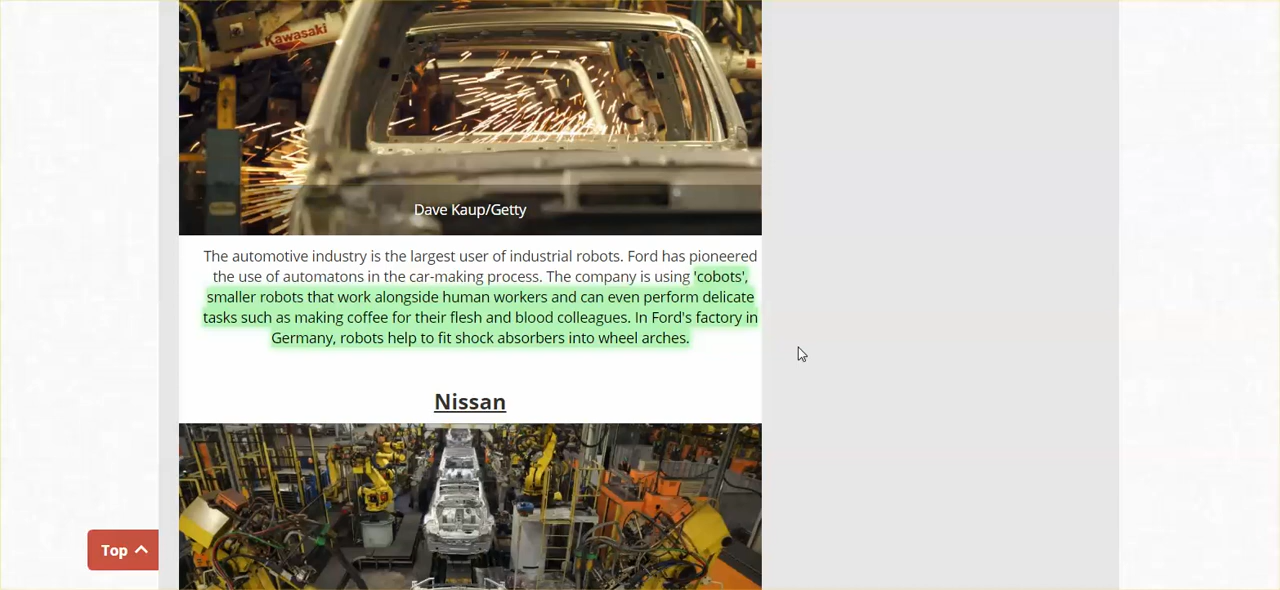 Kawasaki
Dave Kaup/Getty
The automotive industry is the largest user of industrial robots. Ford has pioneered
the use of automatons in the car-making process. The company is using 'cobots',
smaller robots that work alongside human workers and can even perform delicate
tasks such as making coffee for their flesh and blood colleagues. In Ford's factory in
Germany, robots help to fit shock absorbers into wheel arches.
Nissan
Top